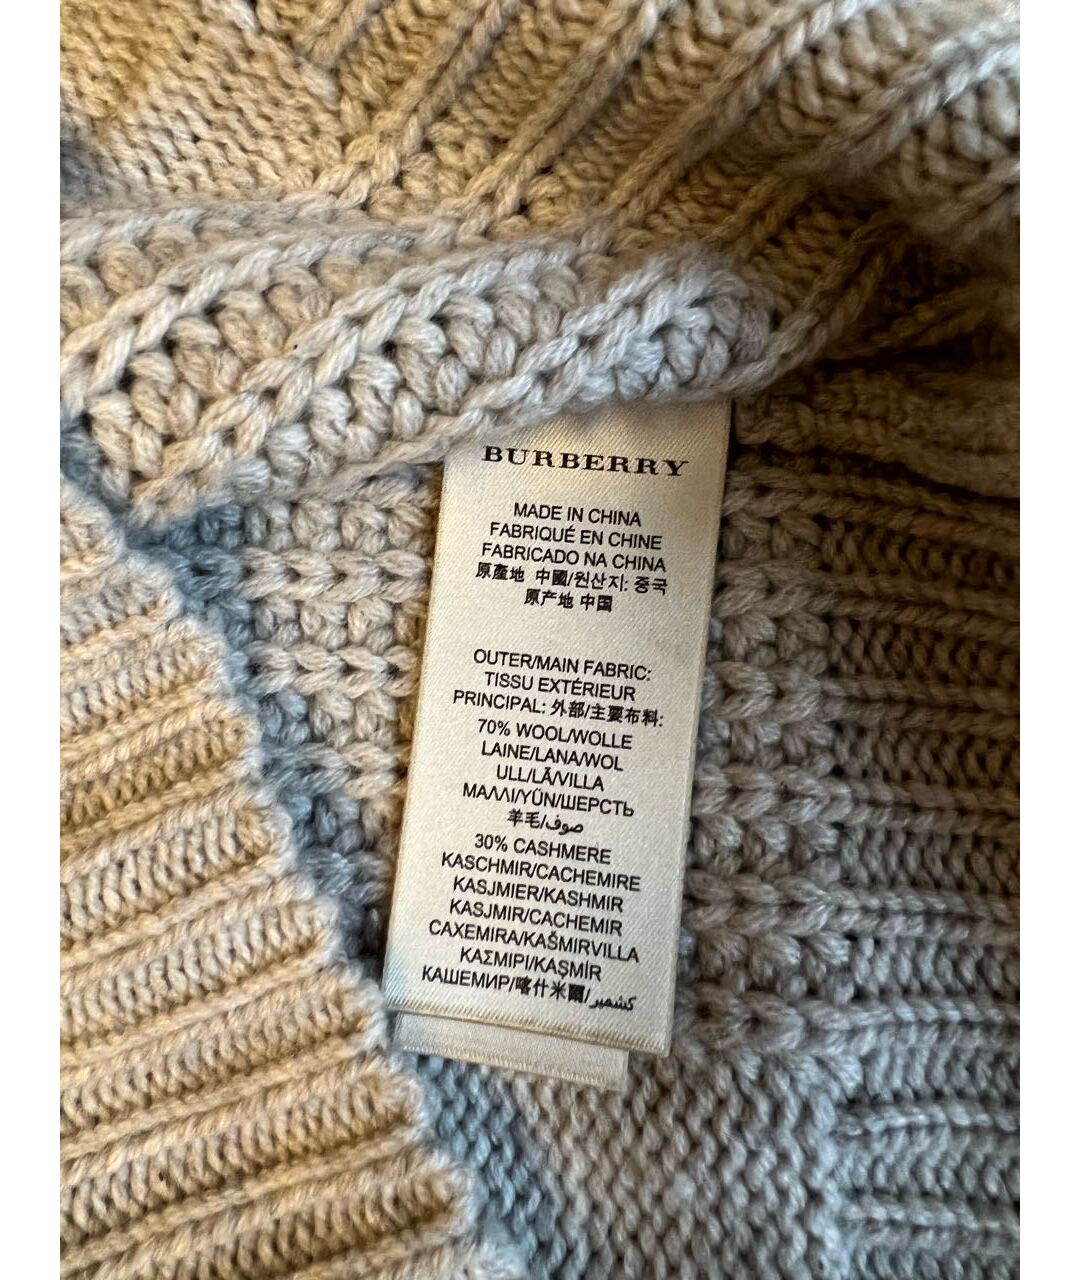 BURBERRY
MADE IN CHINA
FABRIQUÉ EN CHINE
FABRICADO NA CHINA
原產地 中國/원산지: 중국
原产地 中国
OUTER/MAIN FABRIC:
TISSU EXTÉRIEUR
PRINCIPAL: 外部/主要布料:
70% WOOL/WOLLE
LAINE/LANA/WOL
ULL/LÃ/VILLA
ΜΑΛΛΙ/YÜN/ШЕРСТЬ
羊毛/صوف
30% CASHMERE
KASCHMIR/CACHEMIRE
KASJMIER/KASHMIR
KASJMIR/CACHEMIR
CAXEMIRA/KAŠMIRVILLA
ΚΑΣΜΙΡΙ/KAŞMİR
КАШЕМИР/喀什米爾/كشمير